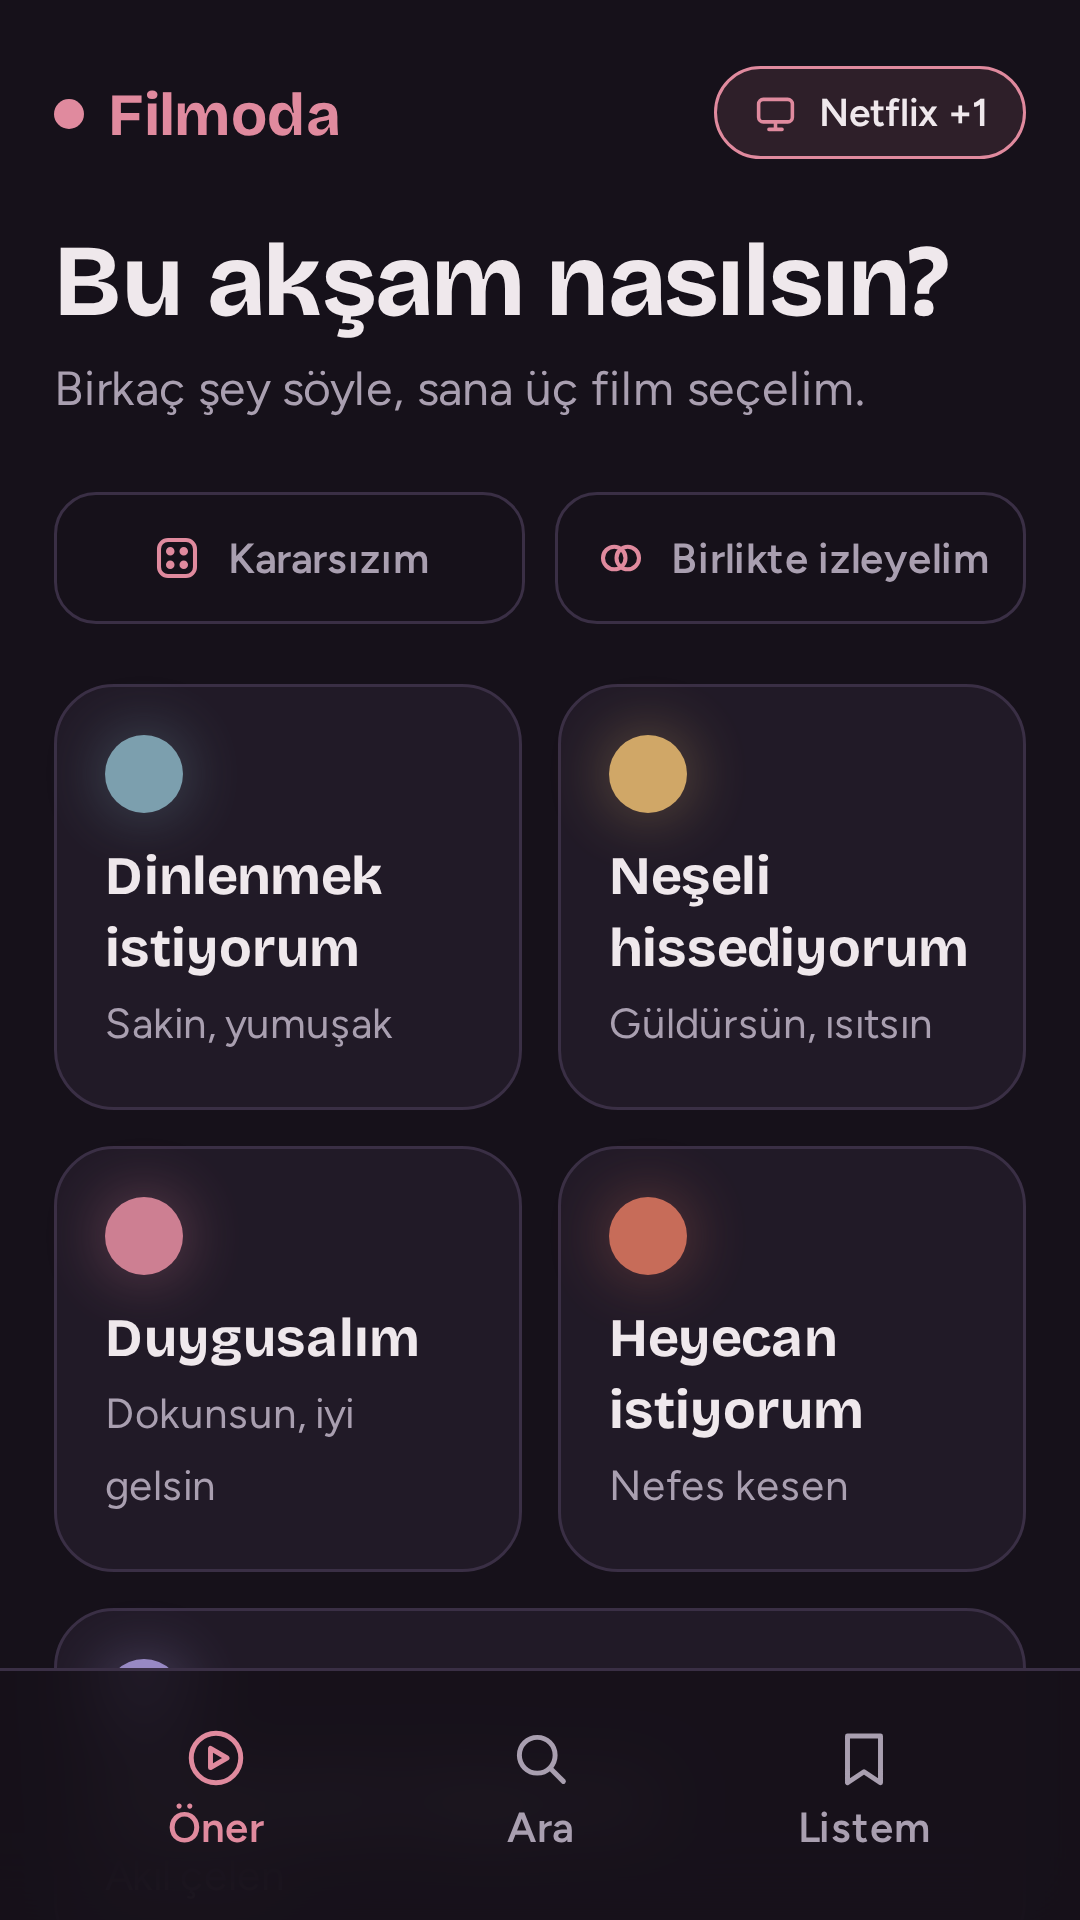 Filmoda
Netflix +1
Bu akşam nasılsın?
Birkaç şey söyle, sana üç film seçelim.
Kararsızım
Birlikte izleyelim
Dinlenmek
istiyorum
Sakin, yumuşak
Neşeli
hissediyorum
Güldürsün, ısıtsın
Duygusalım
Dokunsun, iyi
gelsin
Heyecan
istiyorum
Nefes kesen
Öner
Ara
Listem